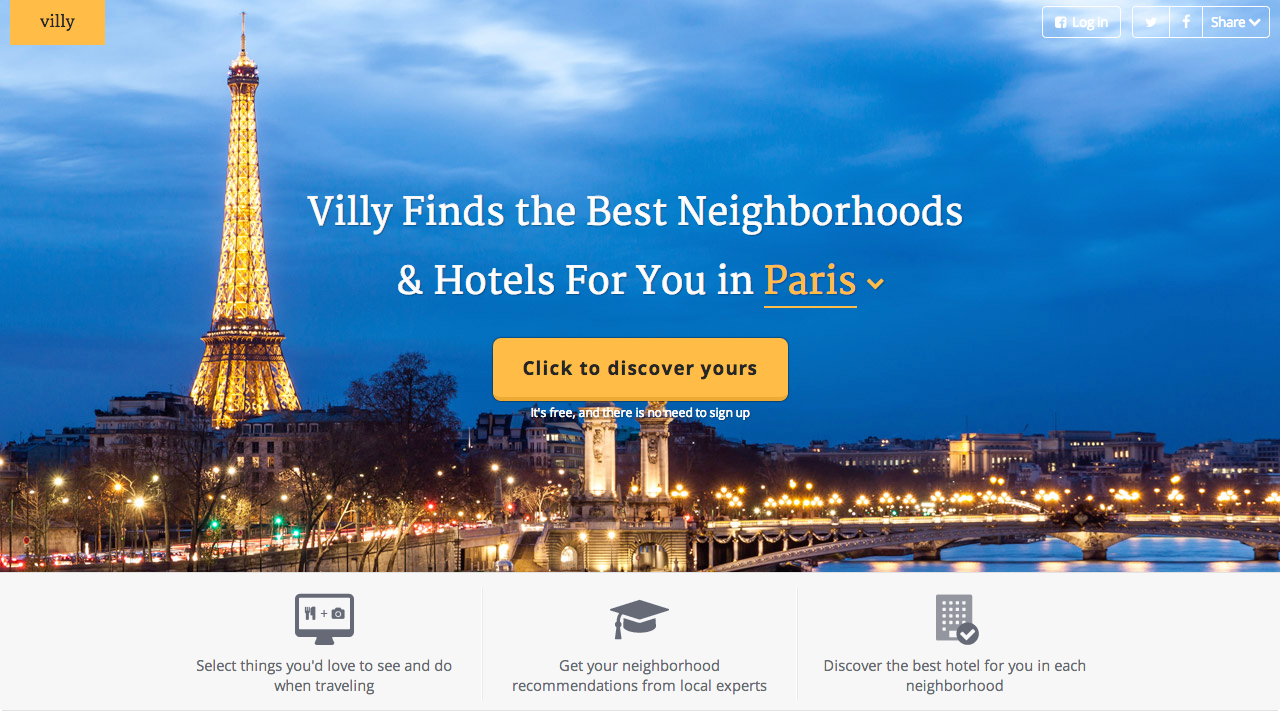 villy
Log in
Share
Villy Finds the Best Neighborhoods
& Hotels For You in Paris
Click to discover yours
It's free, and there is no need to sign up
Select things you'd love to see and do
when traveling
Get your neighborhood
recommendations from local experts
Discover the best hotel for you in each
neighborhood